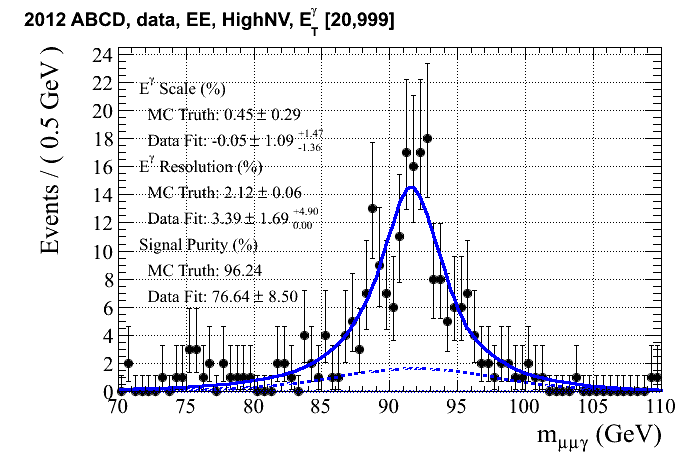 2012 ABCD, data, EE, HighNV, E_T^γ [20,999]
Events / ( 0.5 GeV )
24
22
20
18
16
14
12
10
8
6
4
2
0
E^γ Scale (%)
MC Truth: 0.45 ± 0.29
Data Fit: -0.05 ± 1.09 +1.47 -1.36
E^γ Resolution (%)
MC Truth: 2.12 ± 0.06
Data Fit: 3.39 ± 1.69 +4.90 0.00
Signal Purity (%)
MC Truth: 96.24
Data Fit: 76.64 ± 8.50
70 75 80 85 90 95 100 105 110
m_μμγ (GeV)